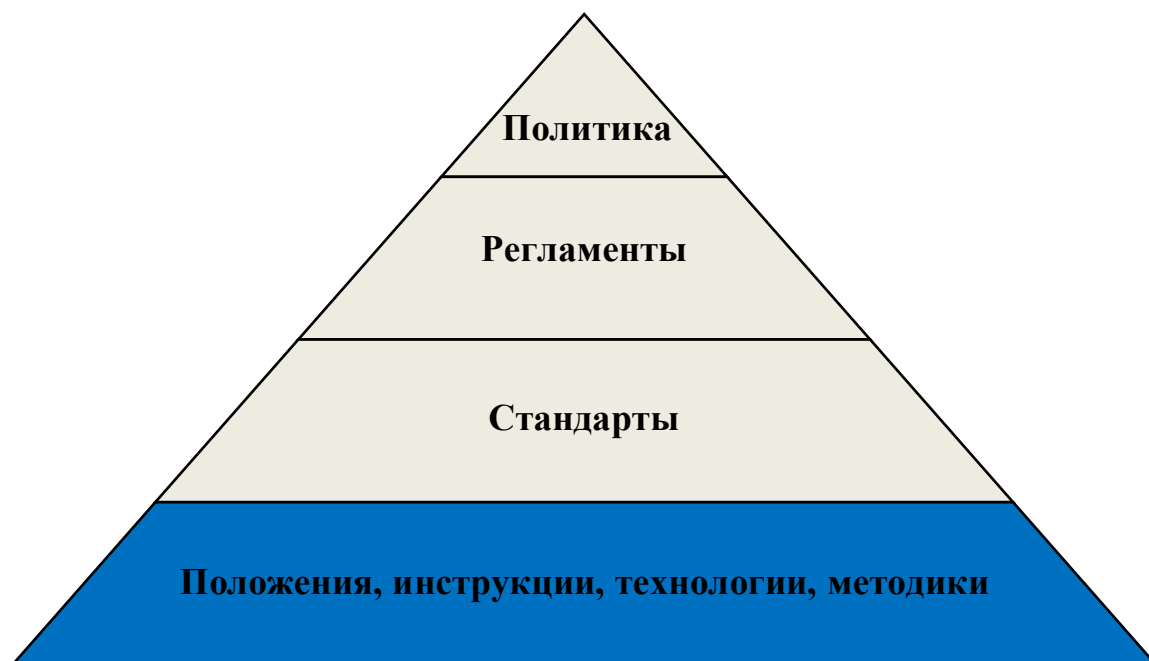 Политика
Регламенты
Стандарты
Положения, инструкции, технологии, методики